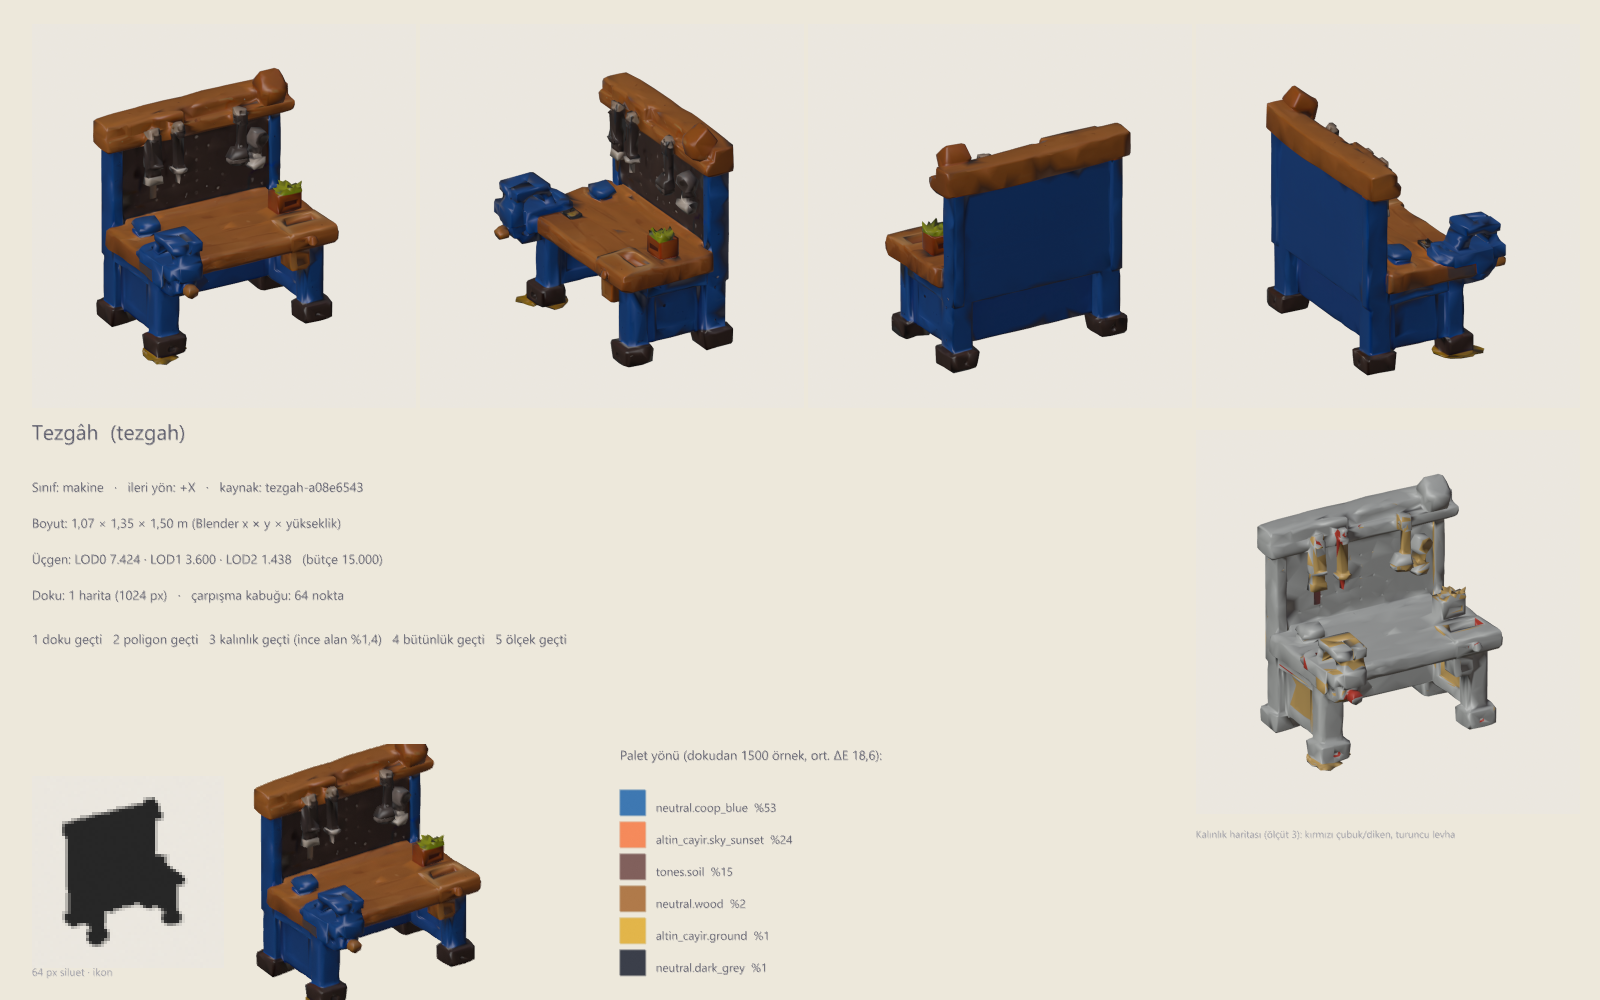 Tezgâh (tezgah)
Sınıf: makine · ileri yön: +X · kaynak: tezgah-a08e6543
Boyut: 1,07 × 1,35 × 1,50 m (Blender x × y × yükseklik)
Üçgen: LOD0 7.424 · LOD1 3.600 · LOD2 1.438 (bütçe 15.000)
Doku: 1 harita (1024 px) · çarpışma kabuğu: 64 nokta
1 doku geçti 2 poligon geçti 3 kalınlık geçti (ince alan %1,4) 4 bütünlük geçti 5 ölçek geçti
Palet yönü (dokudan 1500 örnek, ort. ΔE 18,6):
neutral.coop_blue %53
altin_cayir.sky_sunset %24
tones.soil %15
neutral.wood %2
altin_cayir.ground %1
neutral.dark_grey %1
Kalınlık haritası (ölçüt 3): kırmızı çubuk/diken, turuncu levha
64 px siluet · ikon